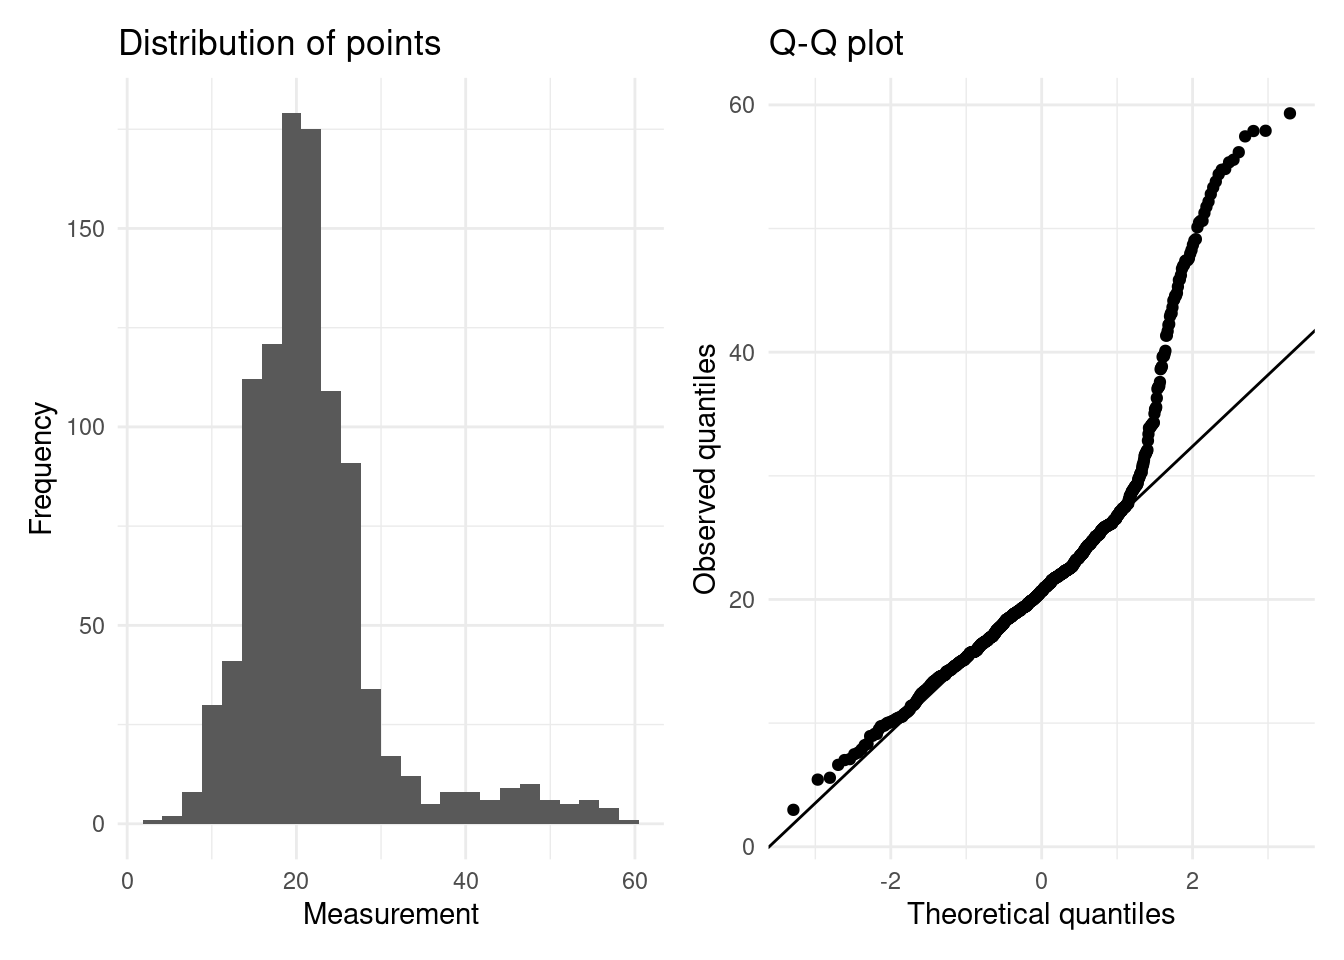 Distribution of points
Frequency
150
100
50
0
0 20 40 60
Measurement
Q-Q plot
Observed quantiles
60
40
20
0
-2 0 2
Theoretical quantiles